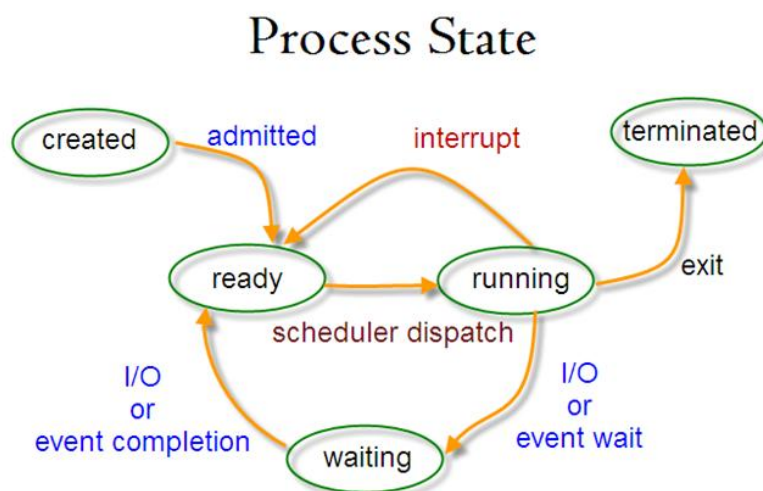 Process State
created
admitted
interrupt
terminated
ready
running
exit
scheduler dispatch
I/O
or
event completion
I/O
or
event wait
waiting